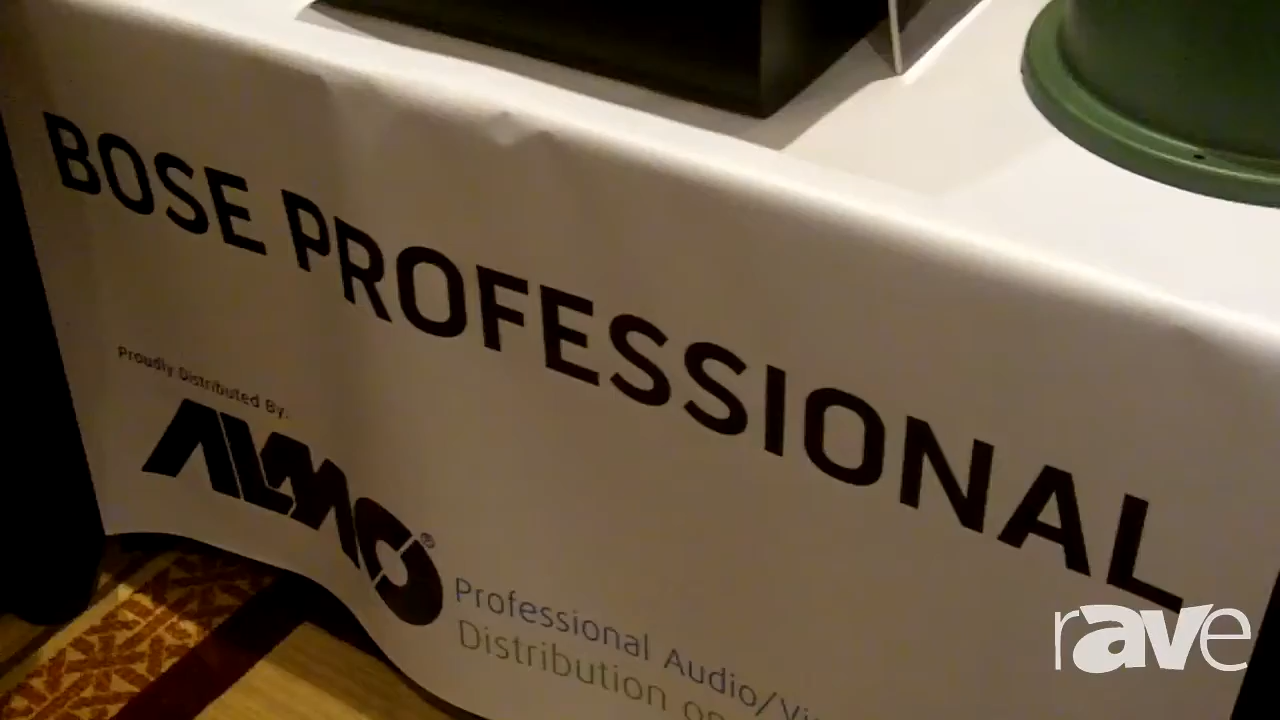 BOSE PROFESSIONAL
Proudly Distributed By:
ALMO®
Professional Audio/
Distribution
rAVe